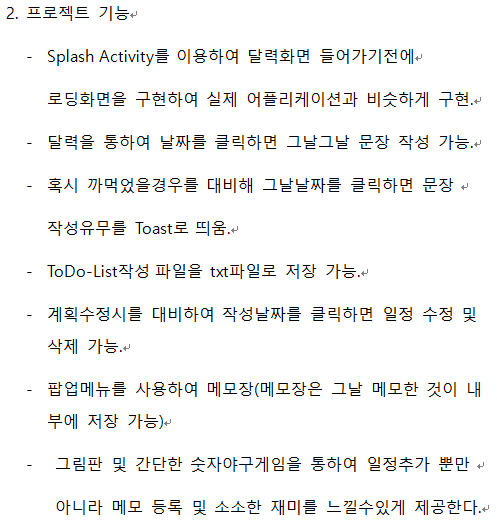 2. 프로젝트 기능
- Splash Activity를 이용하여 달력화면 들어가기전에
로딩화면을 구현하여 실제 어플리케이션과 비슷하게 구현.
- 달력을 통하여 날짜를 클릭하면 그날그날 문장 작성 가능.
- 혹시 까먹었을경우를 대비해 그날날짜를 클릭하면 문장
작성유무를 Toast로 띄움.
- ToDo-List작성 파일을 txt파일로 저장 가능.
- 계획수정시를 대비하여 작성날짜를 클릭하면 일정 수정 및
삭제 가능.
- 팝업메뉴를 사용하여 메모장(메모장은 그날 메모한 것이 내
부에 저장 가능)
- 그림판 및 간단한 숫자야구게임을 통하여 일정추가 뿐만
아니라 메모 등록 및 소소한 재미를 느낄수있게 제공한다.